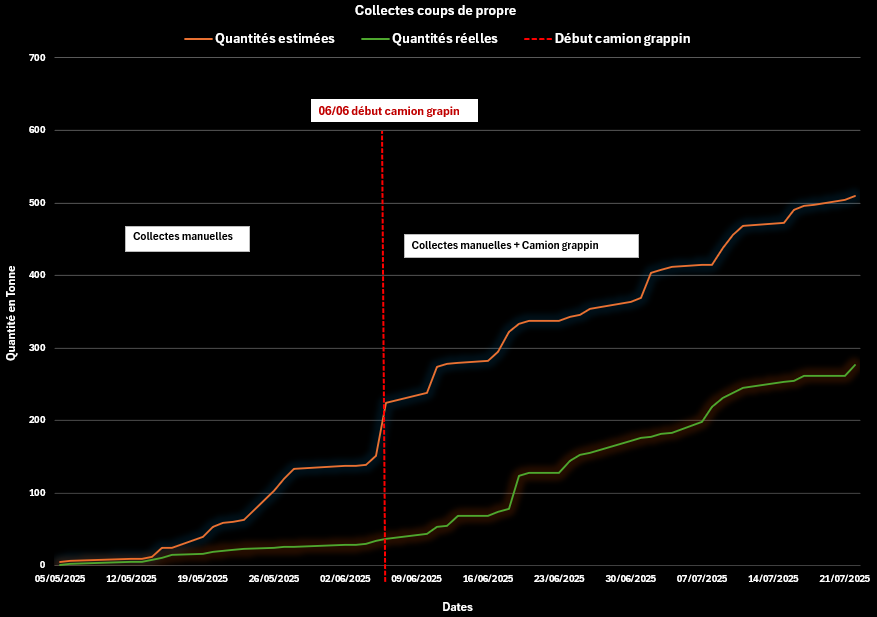 Collectes coups de propre
Quantités estimées Quantités réelles Début camion grappin
700
06/06 début camion grapin
600
500
Collectes manuelles
Collectes manuelles + Camion grappin
400
300
200
100
0
Quantité en Tonne
05/05/2025 12/05/2025 19/05/2025 26/05/2025 02/06/2025 09/06/2025 16/06/2025 23/06/2025 30/06/2025 07/07/2025 14/07/2025 21/07/2025
Dates